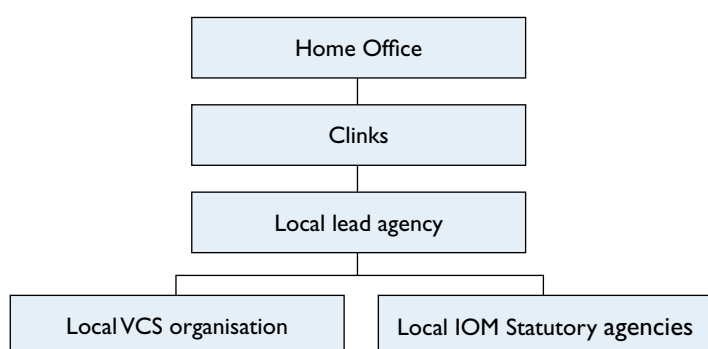 Home Office
Clinks
Local lead agency
Local VCS organisation
Local IOM Statutory agencies